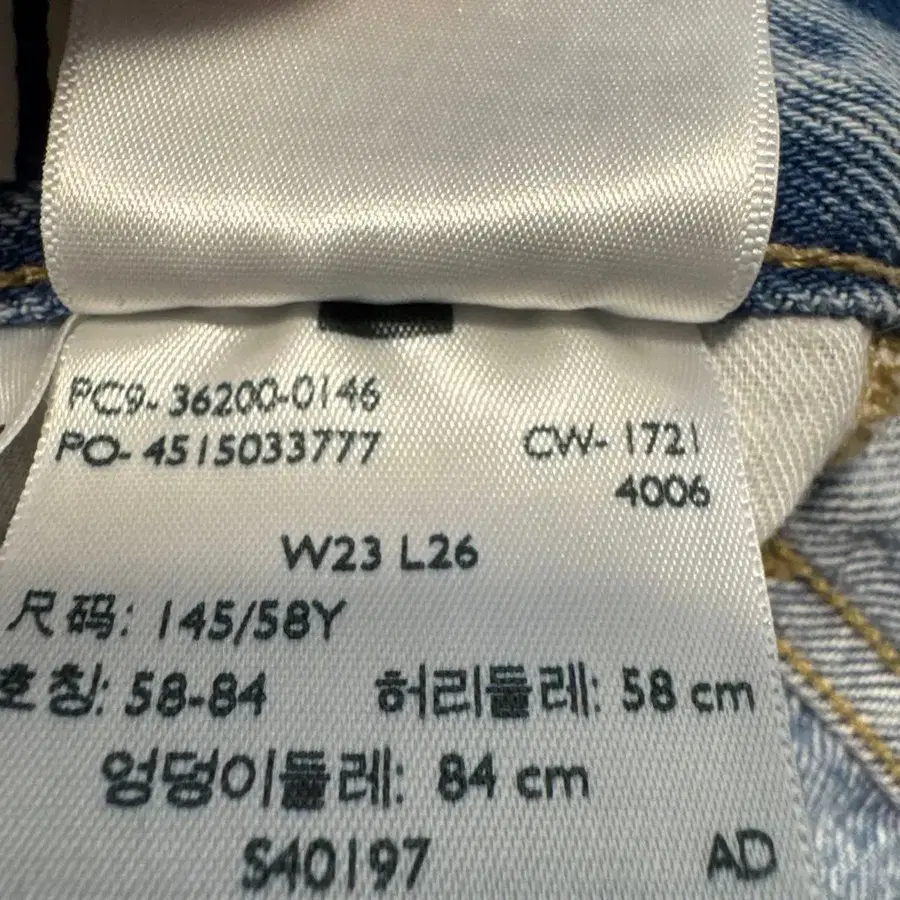 PC9- 36200-0146
PO- 4515033777
CW- 1721
4006
W23 L26
尺码: 145/58Y
호칭: 58-84 허리둘레: 58 cm
엉덩이둘레: 84 cm
S40197 AD